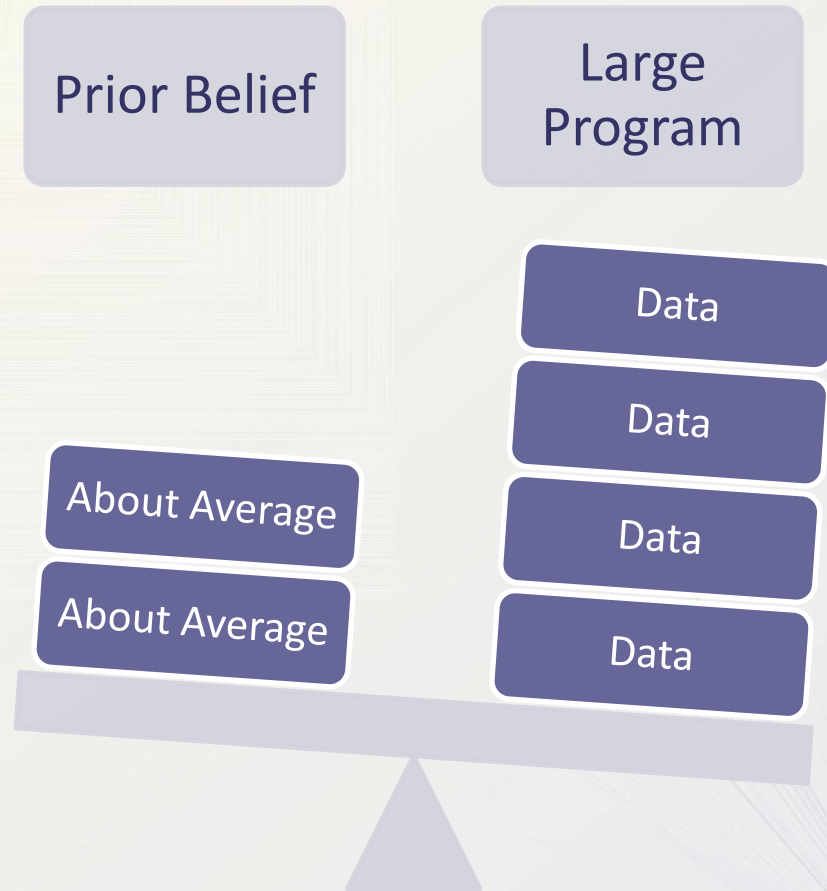 Prior Belief
Large
Program
About Average
About Average
Data
Data
Data
Data